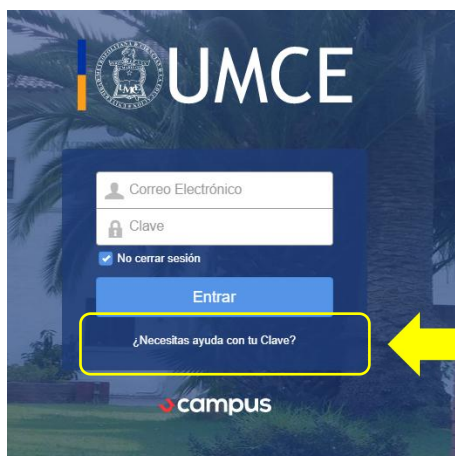 UMCE
Correo Electrónico
Clave
No cerrar sesión
Entrar
¿Necesitas ayuda con tu Clave?
campus